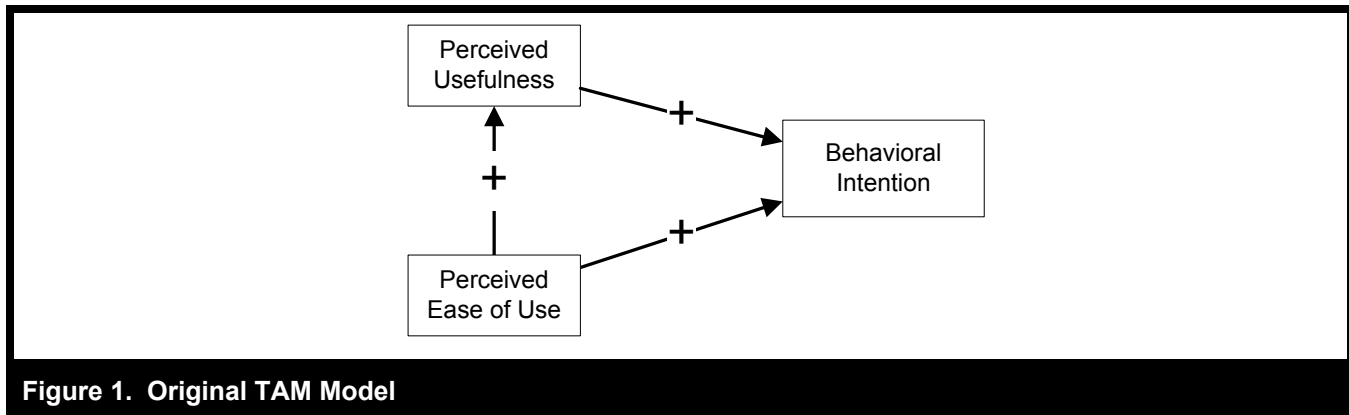 Perceived
Usefulness
+
Behavioral
Intention
+
+
Perceived
Ease of Use
Figure 1. Original TAM Model